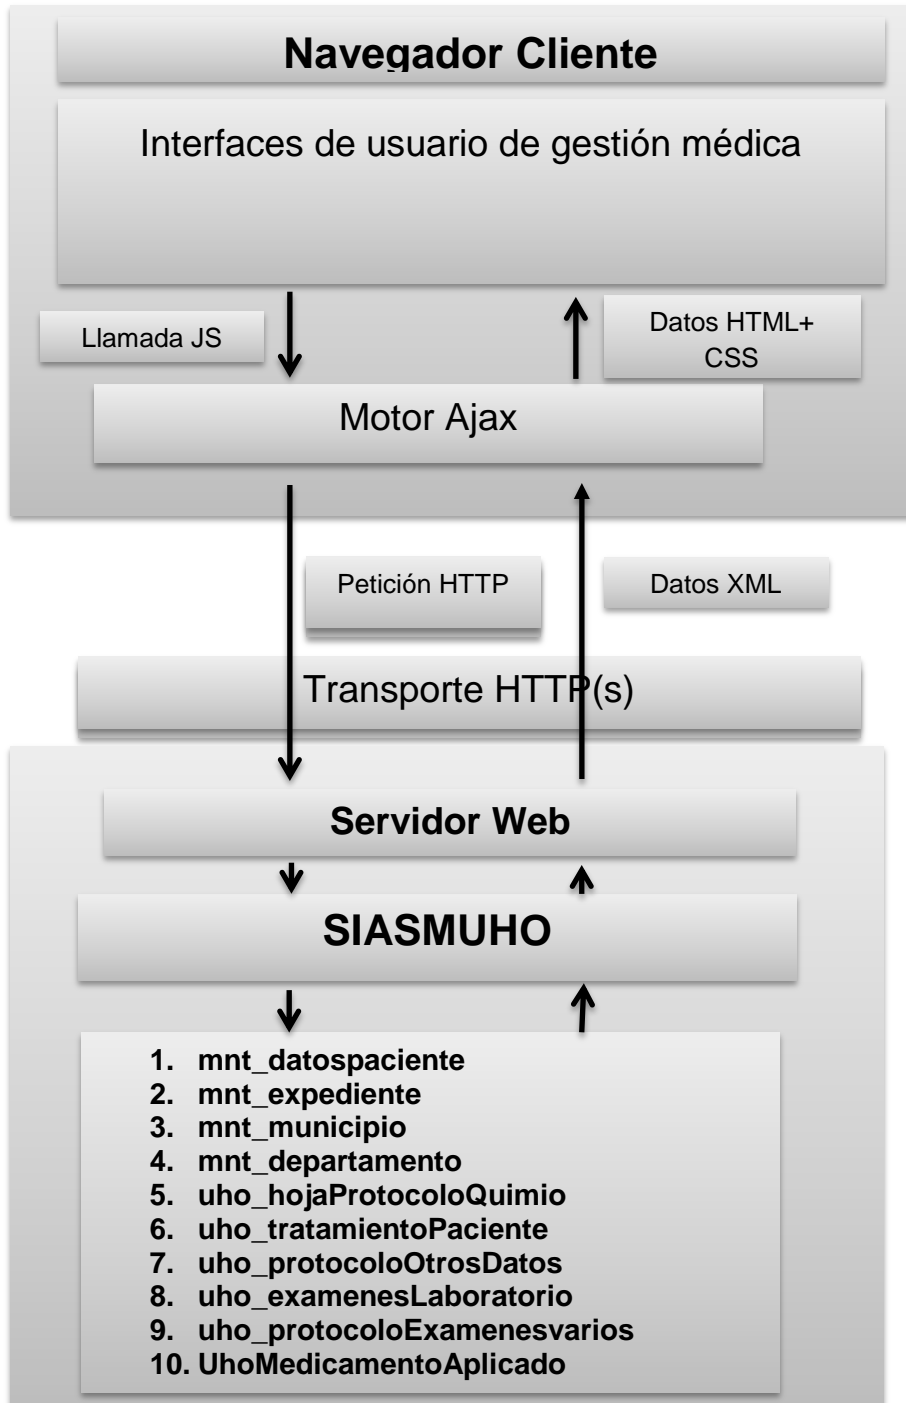 Navegador Cliente
Interfaces de usuario de gestión médica
Llamada JS
Datos HTML+
CSS
Motor Ajax
Petición HTTP
Datos XML
Transporte HTTP(s)
Servidor Web
SIASMUHO
1. mnt_datospaciente
2. mnt_expediente
3. mnt_municipio
4. mnt_departamento
5. uho_hojaProtocoloQuimio
6. uho_tratamientoPaciente
7. uho_protocoloOtrosDatos
8. uho_examenesLaboratorio
9. uho_protocoloExamenesvarios
10. UhoMedicamentoAplicado